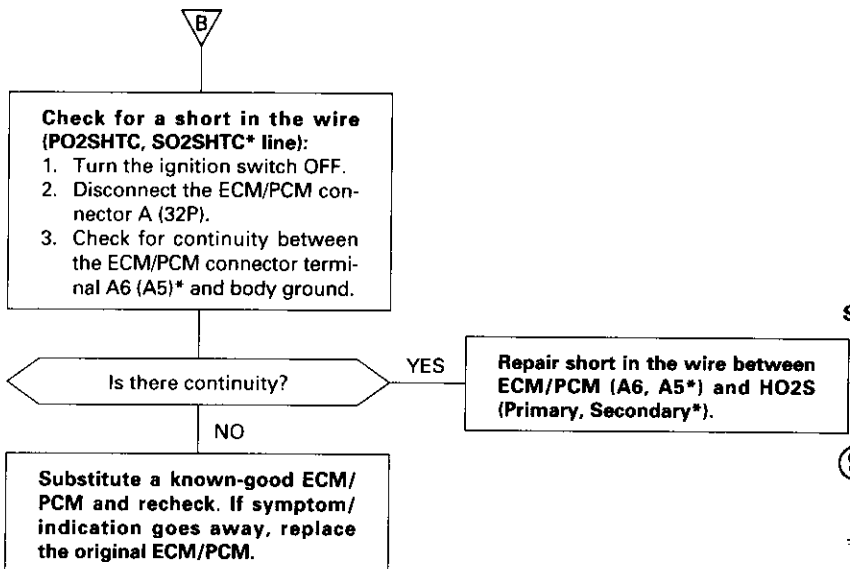 B
Check for a short in the wire
(PO2SHTC, SO2SHTC* line):
1. Turn the ignition switch OFF.
2. Disconnect the ECM/PCM con-
nector A (32P).
3. Check for continuity between
the ECM/PCM connector termi-
nal A6 (A5)* and body ground.
Is there continuity?
YES
Repair short in the wire between
ECM/PCM (A6, A5*) and HO2S
(Primary, Secondary*).
NO
Substitute a known-good ECM/
PCM and recheck. If symptom/
indication goes away, replace
the original ECM/PCM.